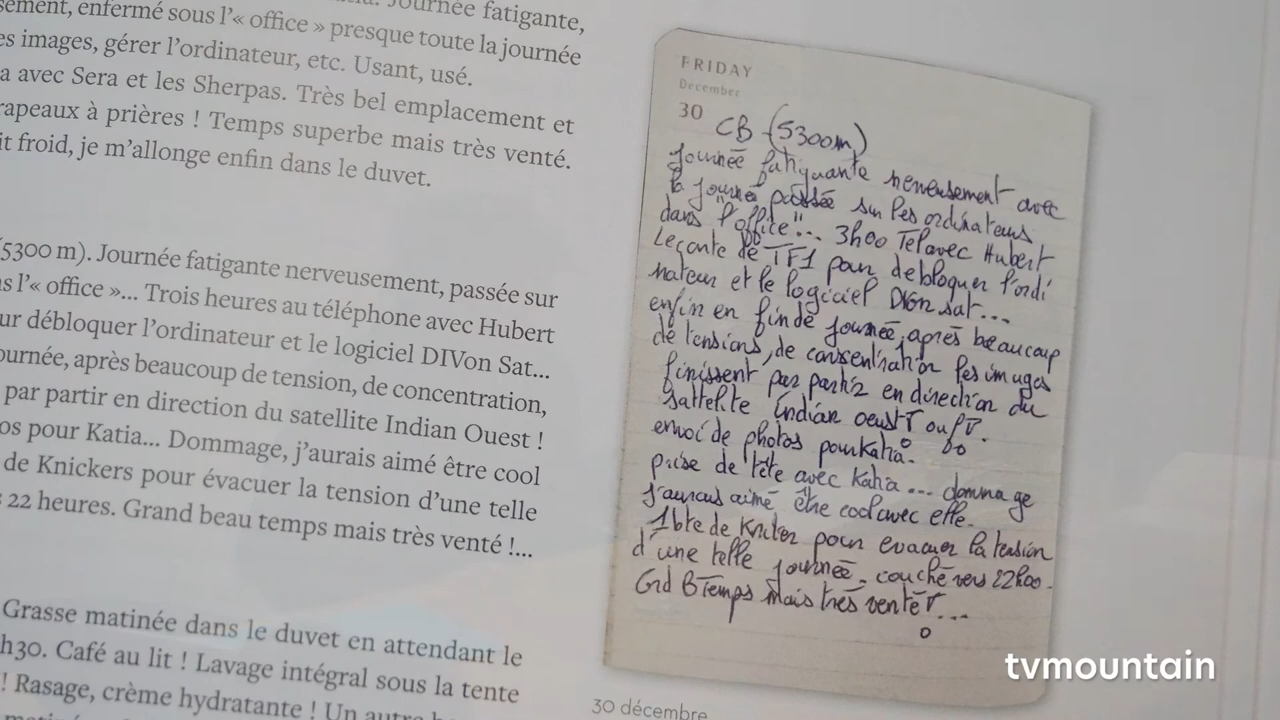 Journée fatigante,
sement, enfermé sous l'« office » presque toute la journée
es images, gérer l'ordinateur, etc. Usant, usé.
a avec Sera et les Sherpas. Très bel emplacement et
rapeaux à prières ! Temps superbe mais très venté.
it froid, je m'allonge enfin dans le duvet.
(5300 m). Journée fatigante nerveusement, passée sur
s l'« office »... Trois heures au téléphone avec Hubert
ur débloquer l'ordinateur et le logiciel DIVon Sat...
ournée, après beaucoup de tension, de concentration,
par partir en direction du satellite Indian Ouest !
os pour Katia... Dommage, j'aurais aimé être cool
de Knickers pour évacuer la tension d'une telle
22 heures. Grand beau temps mais très venté !...
Grasse matinée dans le duvet en attendant le
h30. Café au lit ! Lavage intégral sous la tente
! Rasage, crème hydratante ! Un autre
FRIDAY
December
30 CB (5300m)
Journée fatiguante nerveusement avec
la journé passée sur les ordinateurs
dans "l'office"... 3h00 Tel avec Hubert
Leconte de TF1 pour debloquer l'ordi
nateur et le logiciel sat...
enfin en fin de journée, après beaucoup
de tensions, de consentration les images
finissent par partir en direction du
sattelite indian oeust ouf!
envoi de photos pour Katia.
prise de tête avec Katia... dommage
j'aurais aimé être cool avec elle.
1 bte de pour evacuer la tension
d'une telle journée. couché vers 22h00.
Grd B Temps mais très venté !...
30 décembre
tvmountain